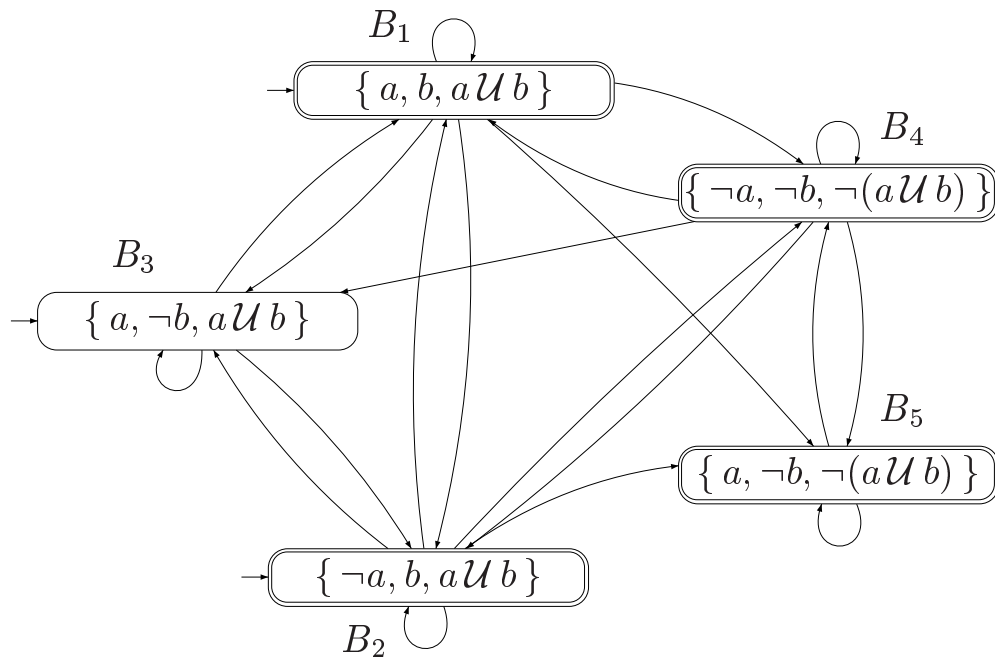 B₁
{ a, b, a 𝒰 b }
B₄
{ ¬a, ¬b, ¬(a 𝒰 b) }
B₃
{ a, ¬b, a 𝒰 b }
B₅
{ a, ¬b, ¬(a 𝒰 b) }
{ ¬a, b, a 𝒰 b }
B₂